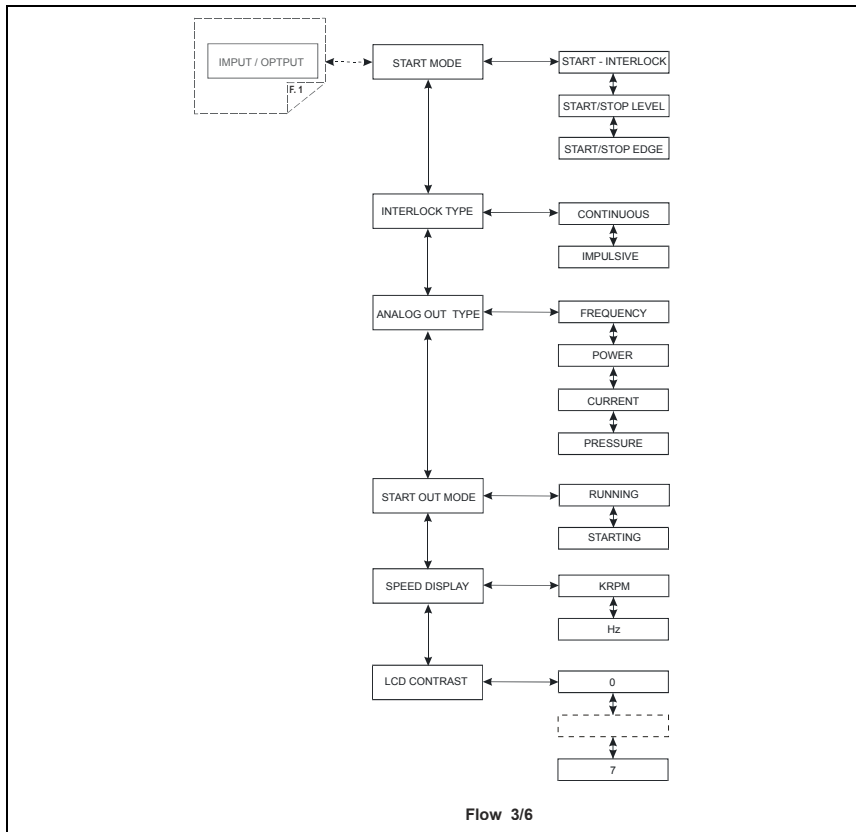 IMPUT / OPTPUT
F. 1
START MODE
START - INTERLOCK
START/STOP LEVEL
START/STOP EDGE
INTERLOCK TYPE
CONTINUOUS
IMPULSIVE
ANALOG OUT TYPE
FREQUENCY
POWER
CURRENT
PRESSURE
START OUT MODE
RUNNING
STARTING
SPEED DISPLAY
KRPM
Hz
LCD CONTRAST
0
7
Flow 3/6